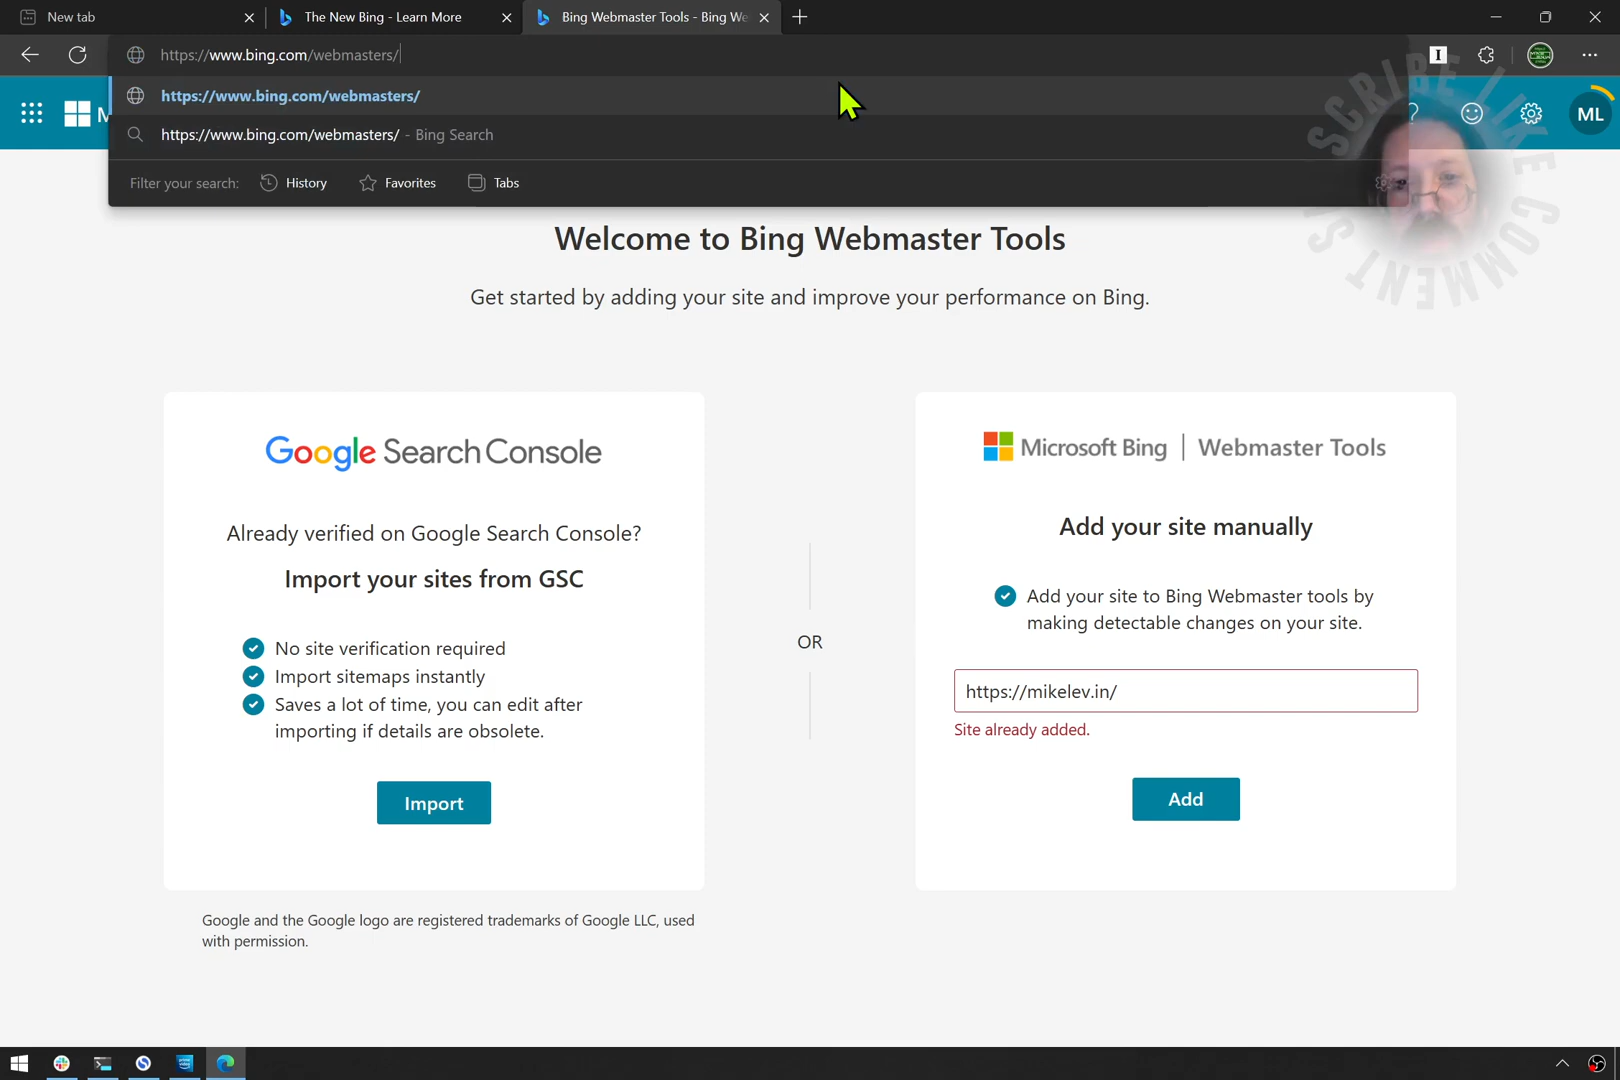 New tab
The New Bing - Learn More
Bing Webmaster Tools - Bing We
https://www.bing.com/webmasters/
https://www.bing.com/webmasters/
https://www.bing.com/webmasters/ - Bing Search
Filter your search:
History
Favorites
Tabs
ML
SUBSCRIBE LIKE COMMENT
Welcome to Bing Webmaster Tools
Get started by adding your site and improve your performance on Bing.
Google Search Console
Already verified on Google Search Console?
Import your sites from GSC
No site verification required
Import sitemaps instantly
Saves a lot of time, you can edit after
importing if details are obsolete.
Import
Google and the Google logo are registered trademarks of Google LLC, used
with permission.
OR
Microsoft Bing | Webmaster Tools
Add your site manually
Add your site to Bing Webmaster tools by
making detectable changes on your site.
https://mikelev.in/
Site already added.
Add